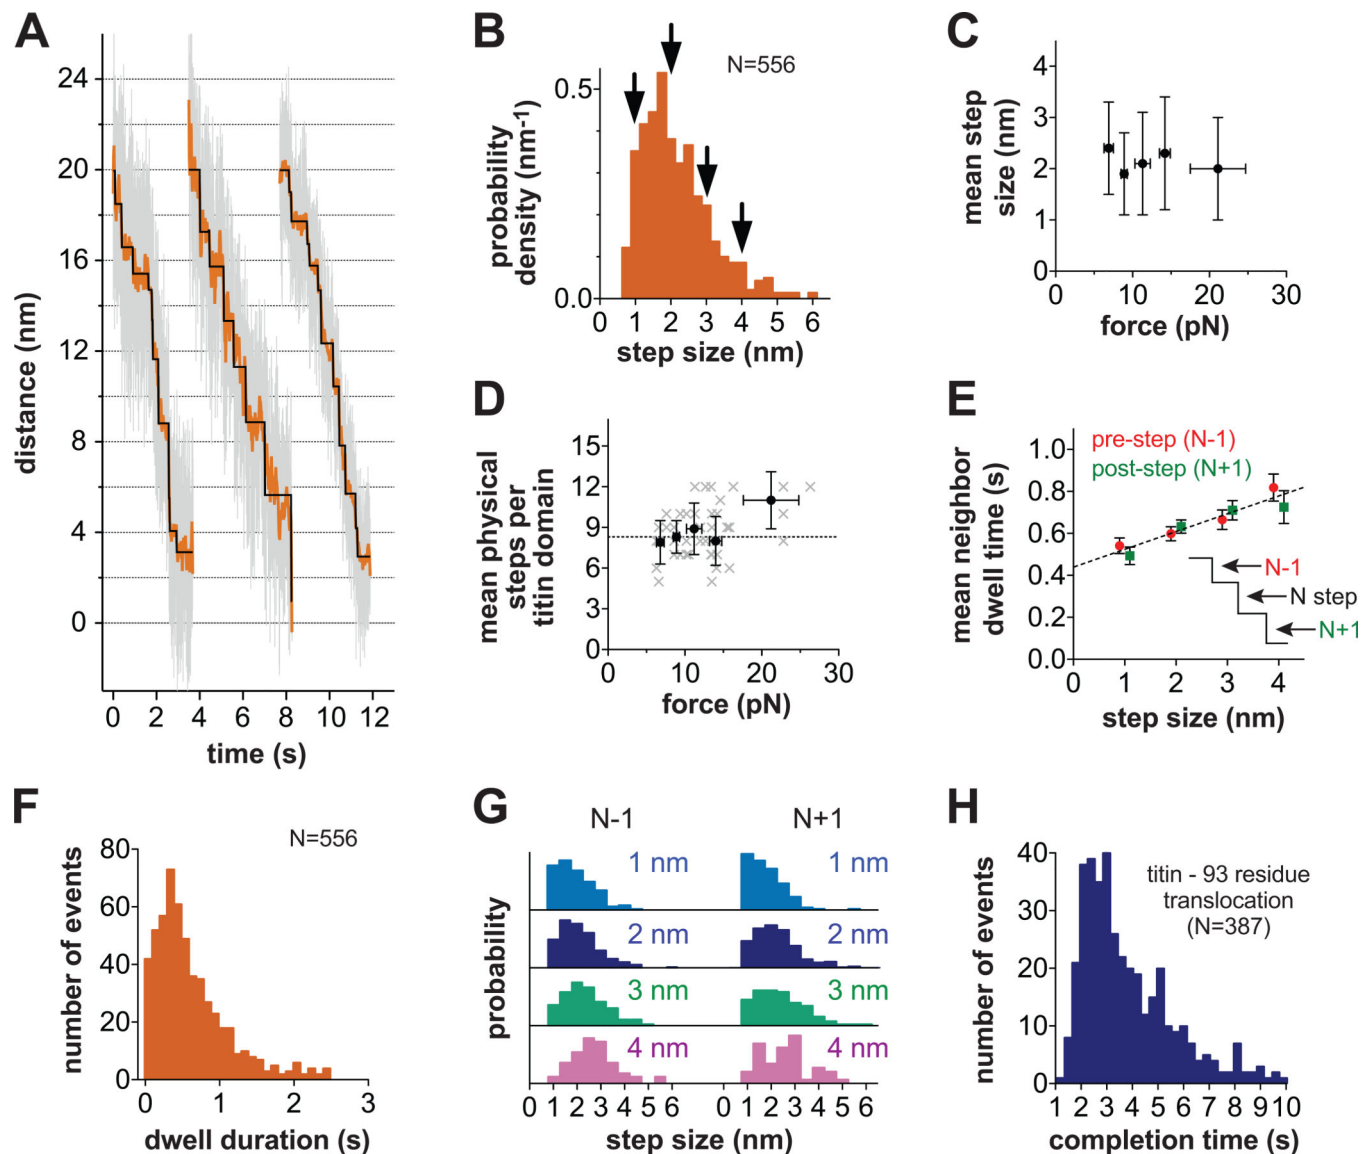 A
distance (nm)
24
20
16
12
8
4
0
0 2 4 6 8 10 12
time (s)
B
N=556
probability
density (nm-1)
0.5
0.0
0 1 2 3 4 5 6
step size (nm)
C
mean step
size (nm)
4
3
2
1
0
0 10 20 30
force (pN)
D
mean physical
steps per
titin domain
15
12
9
6
3
0
0 10 20 30
force (pN)
E
mean neighbor
dwell time (s)
1.0
0.8
0.6
0.4
0.2
0.0
pre-step (N-1)
post-step (N+1)
N-1
N step
N+1
0 1 2 3 4
step size (nm)
F
N=556
number of events
80
60
40
20
0
0 1 2 3
dwell duration (s)
G
N-1 N+1
probability
1 nm 1 nm
2 nm 2 nm
3 nm 3 nm
4 nm 4 nm
0 1 2 3 4 5 6 0 1 2 3 4 5 6
step size (nm)
H
titin - 93 residue
translocation
(N=387)
number of events
40
30
20
10
0
1 2 3 4 5 6 7 8 9 10
completion time (s)